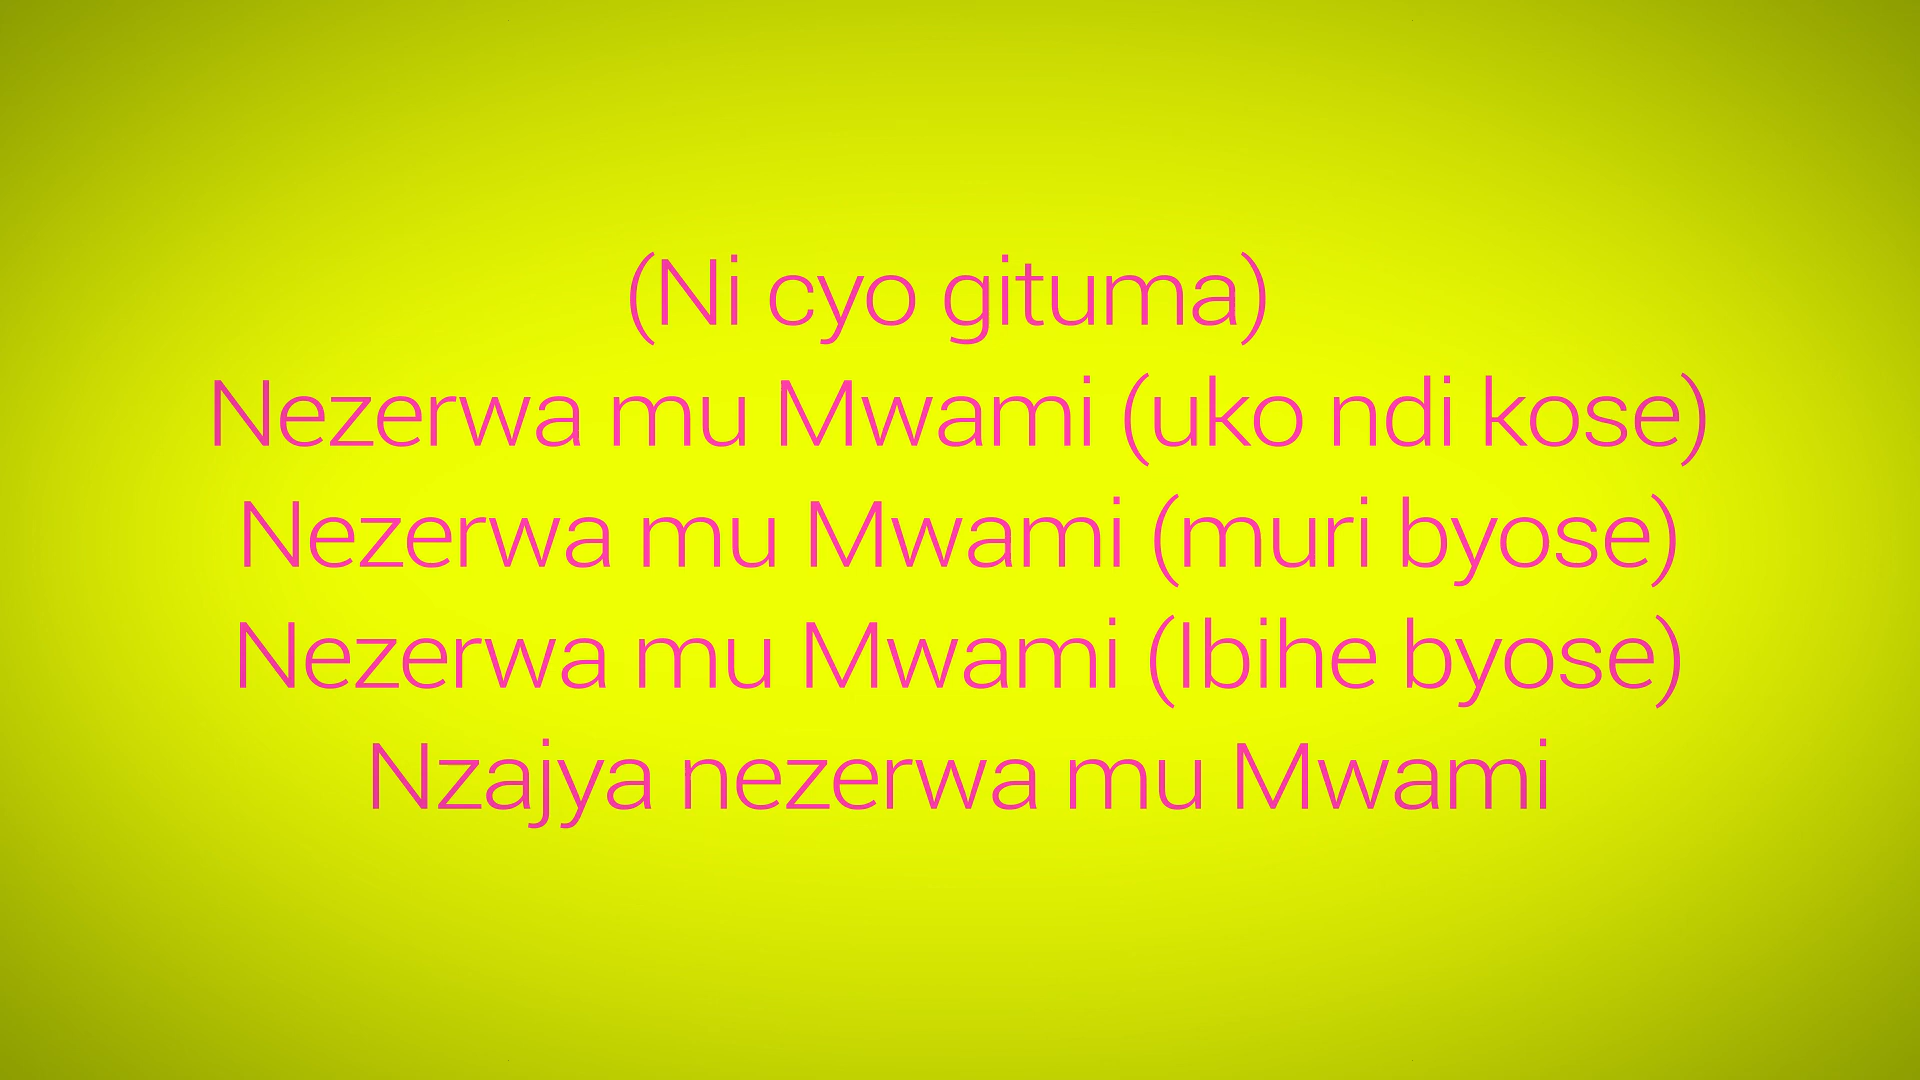 (Ni cyo gituma)
Nezerwa mu Mwami (uko ndi kose)
Nezerwa mu Mwami (muri byose)
Nezerwa mu Mwami (Ibihe byose)
Nzajya nezerwa mu Mwami